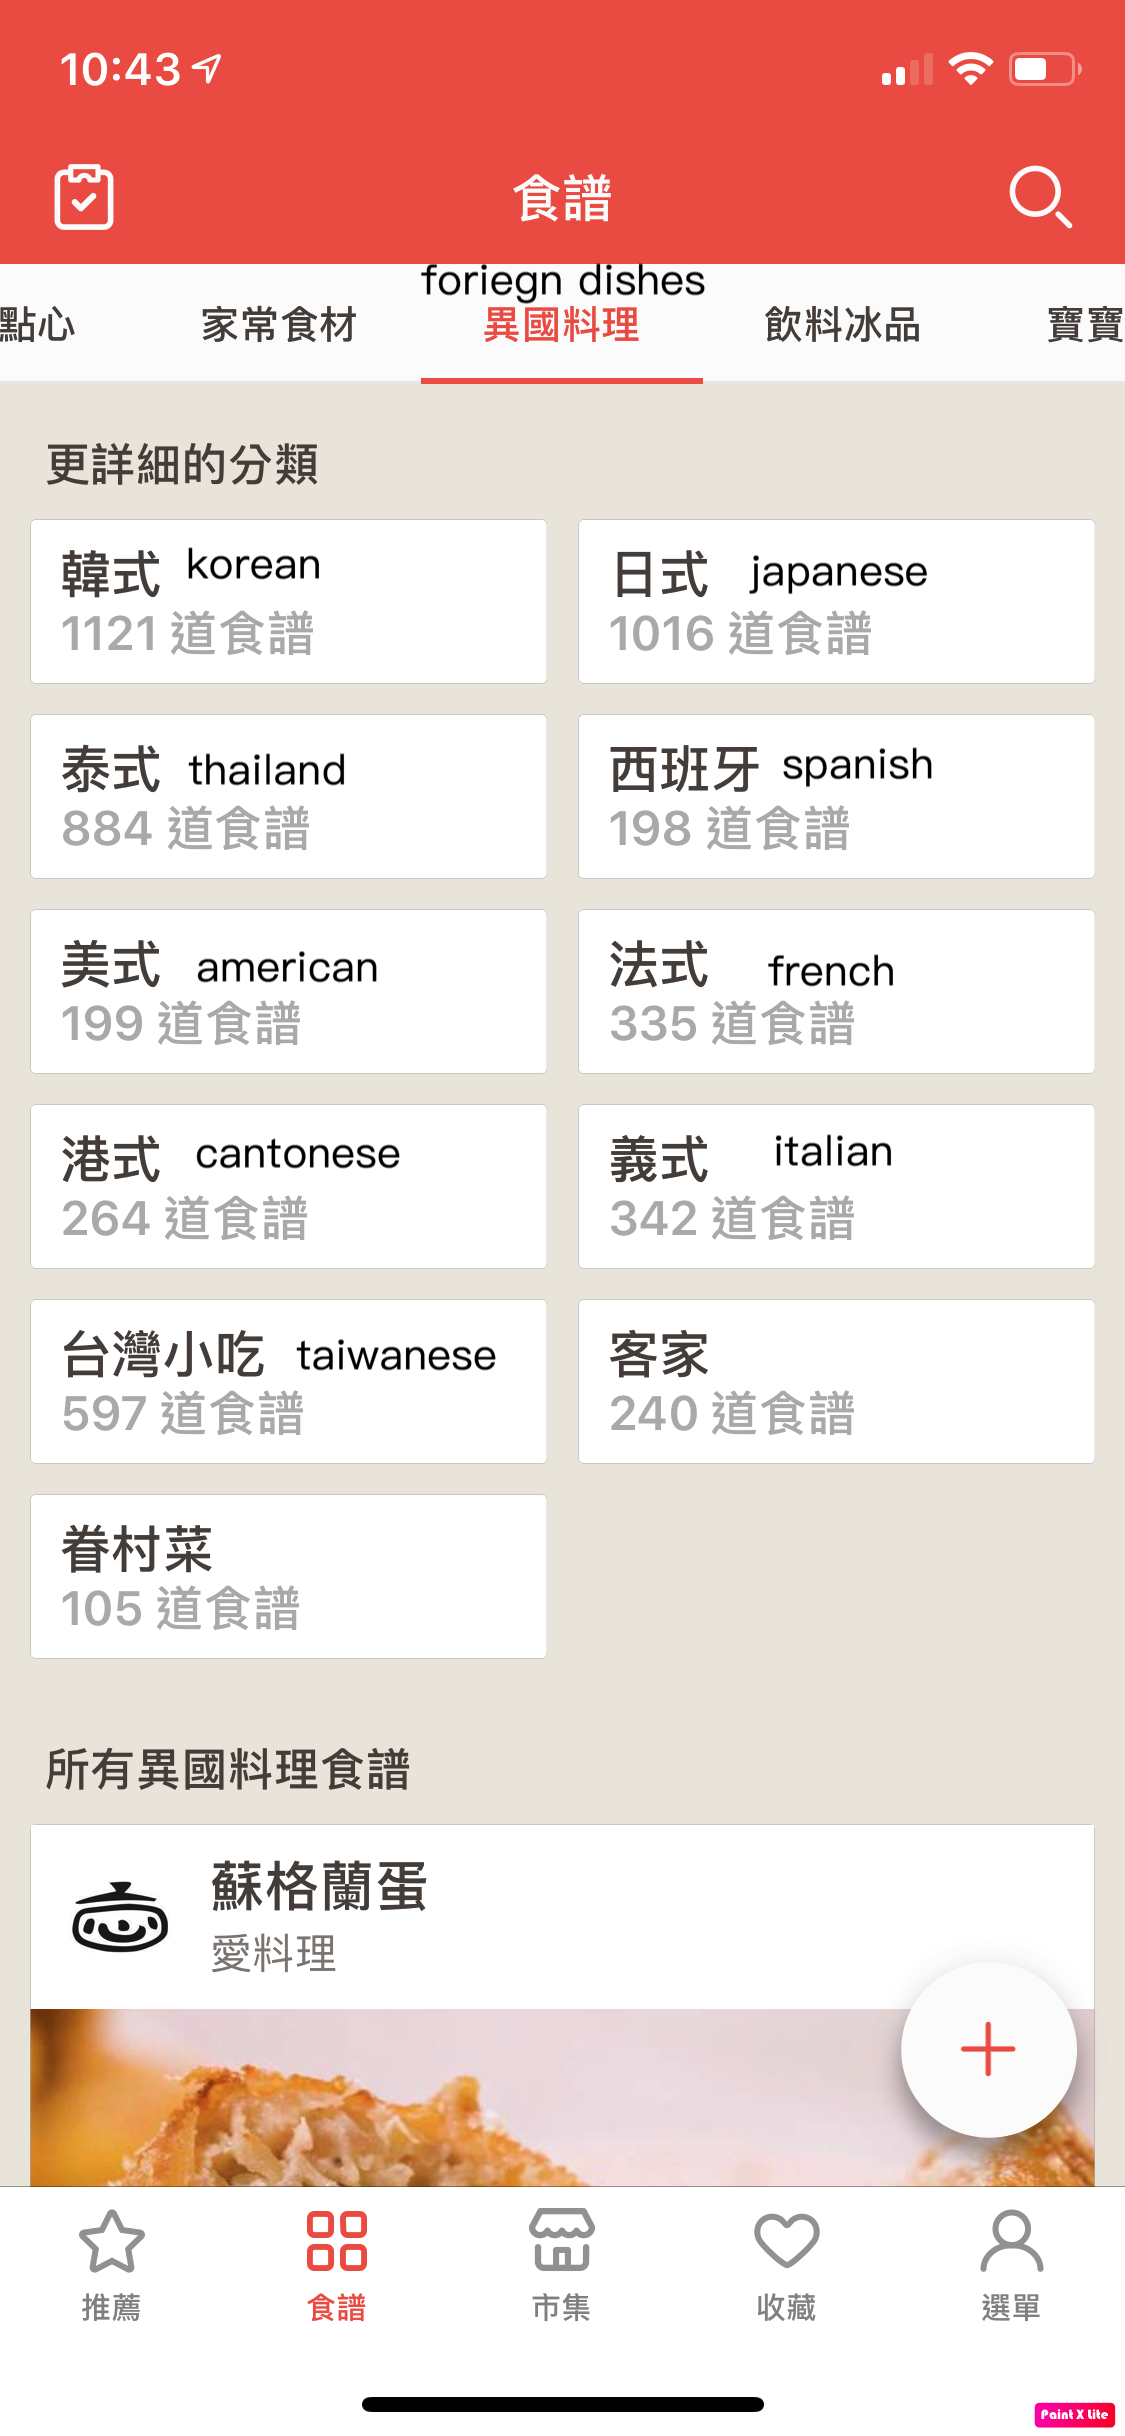 10:43
食譜
foriegn dishes
點心 家常食材 異國料理 飲料冰品 寶寶
更詳細的分類
韓式 korean
1121 道食譜
日式 japanese
1016 道食譜
泰式 thailand
884 道食譜
西班牙 spanish
198 道食譜
美式 american
199 道食譜
法式 french
335 道食譜
港式 cantonese
264 道食譜
義式 italian
342 道食譜
台灣小吃 taiwanese
597 道食譜
客家
240 道食譜
眷村菜
105 道食譜
所有異國料理食譜
蘇格蘭蛋
愛料理
推薦 食譜 市集 收藏 選單
Paint X Lite